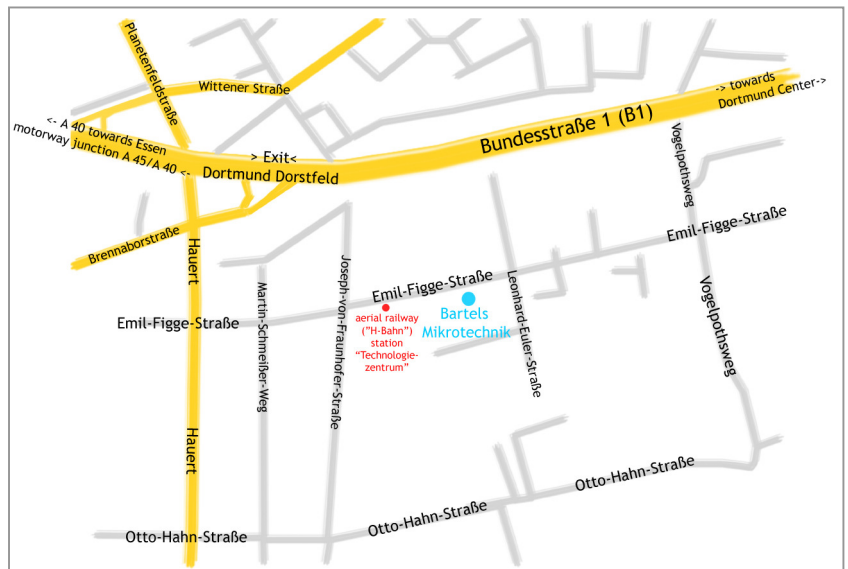 Planetenfeldstraße
Wittener Straße
-> towards
Dortmund Center->
<- A 40 towards Essen
motorway junction A 45/A 40 <-
> Exit<
Dortmund Dorstfeld
Bundesstraße 1 (B1)
Vogelpothsweg
Brennaborstraße
Hauert
Emil-Figge-Straße
Emil-Figge-Straße
Emil-Figge-Straße
Martin-Schmeißer-Weg
Joseph-von-Fraunhofer-Straße
Leonhard-Euler-Straße
Vogelpothsweg
aerial railway
("H-Bahn")
station
"Technologie-
zentrum"
Bartels
Mikrotechnik
Hauert
Otto-Hahn-Straße
Otto-Hahn-Straße
Otto-Hahn-Straße